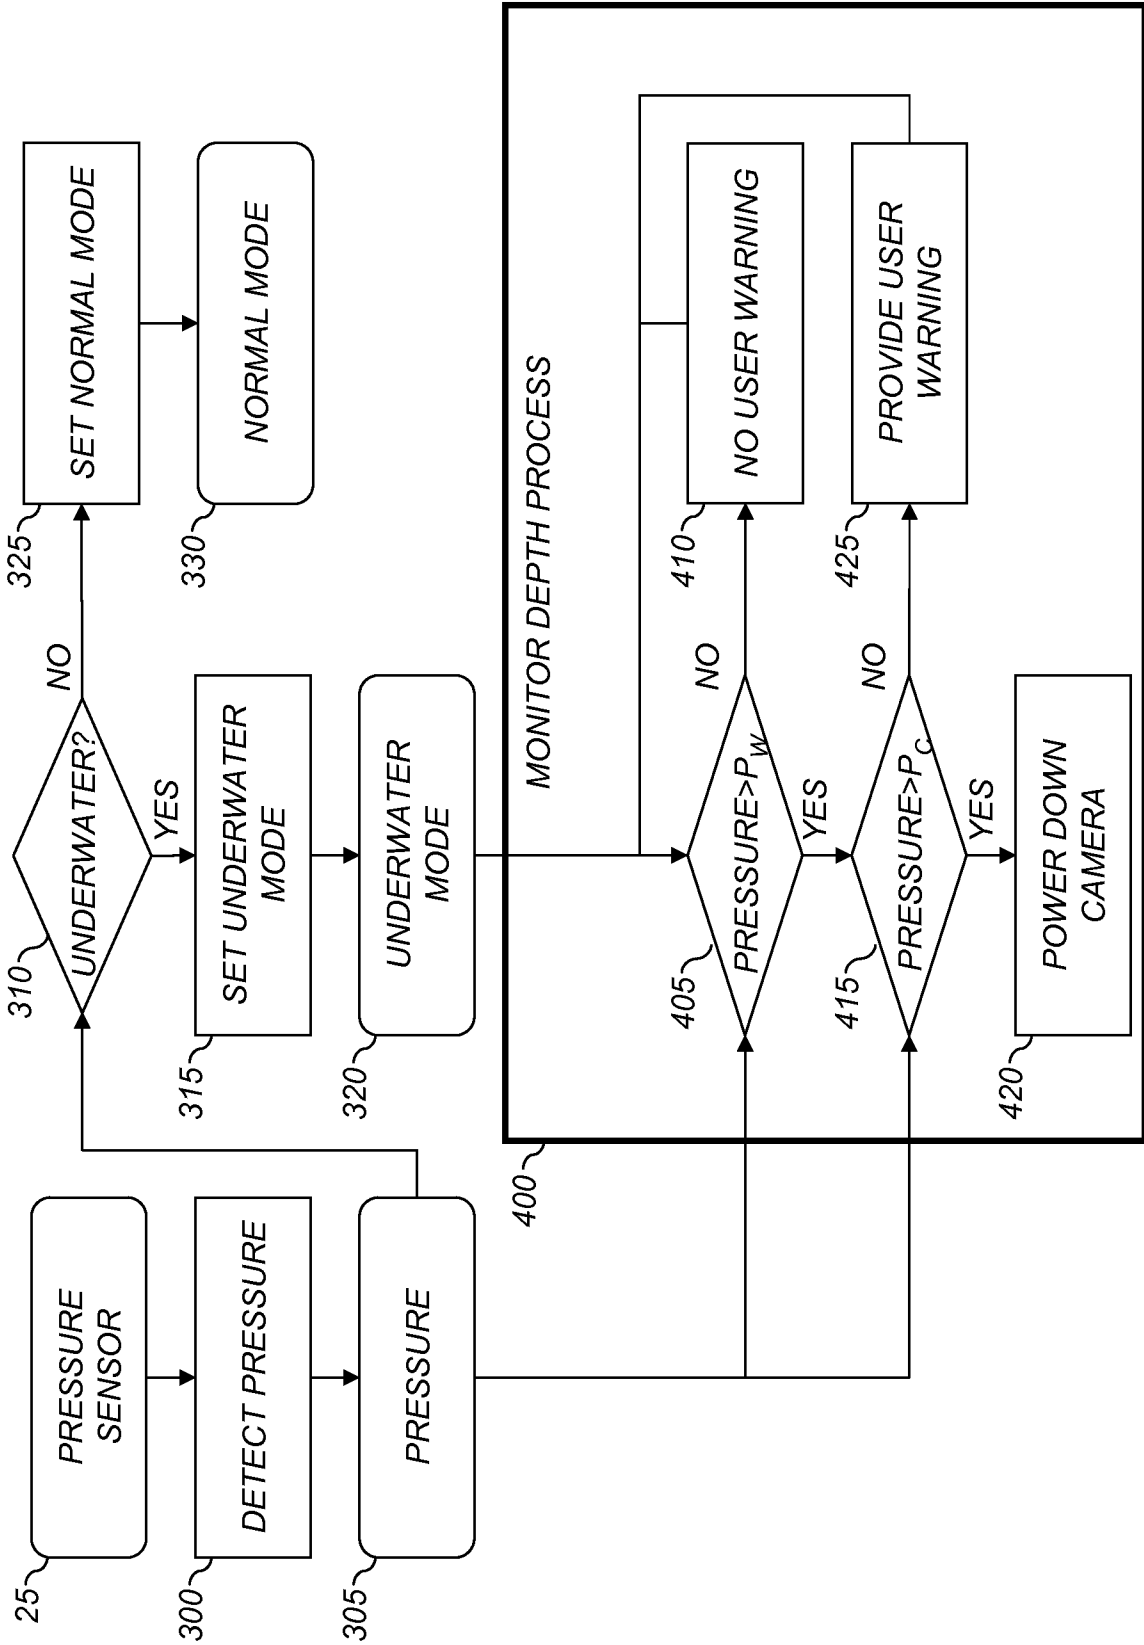 25
PRESSURE
SENSOR
300
DETECT PRESSURE
305
PRESSURE
310
UNDERWATER?
NO
YES
315
SET UNDERWATER
MODE
320
UNDERWATER
MODE
325
SET NORMAL MODE
330
NORMAL MODE
400
MONITOR DEPTH PROCESS
405
PRESSURE>P_W
NO
YES
410
NO USER WARNING
415
PRESSURE>P_C
NO
YES
420
POWER DOWN
CAMERA
425
PROVIDE USER
WARNING